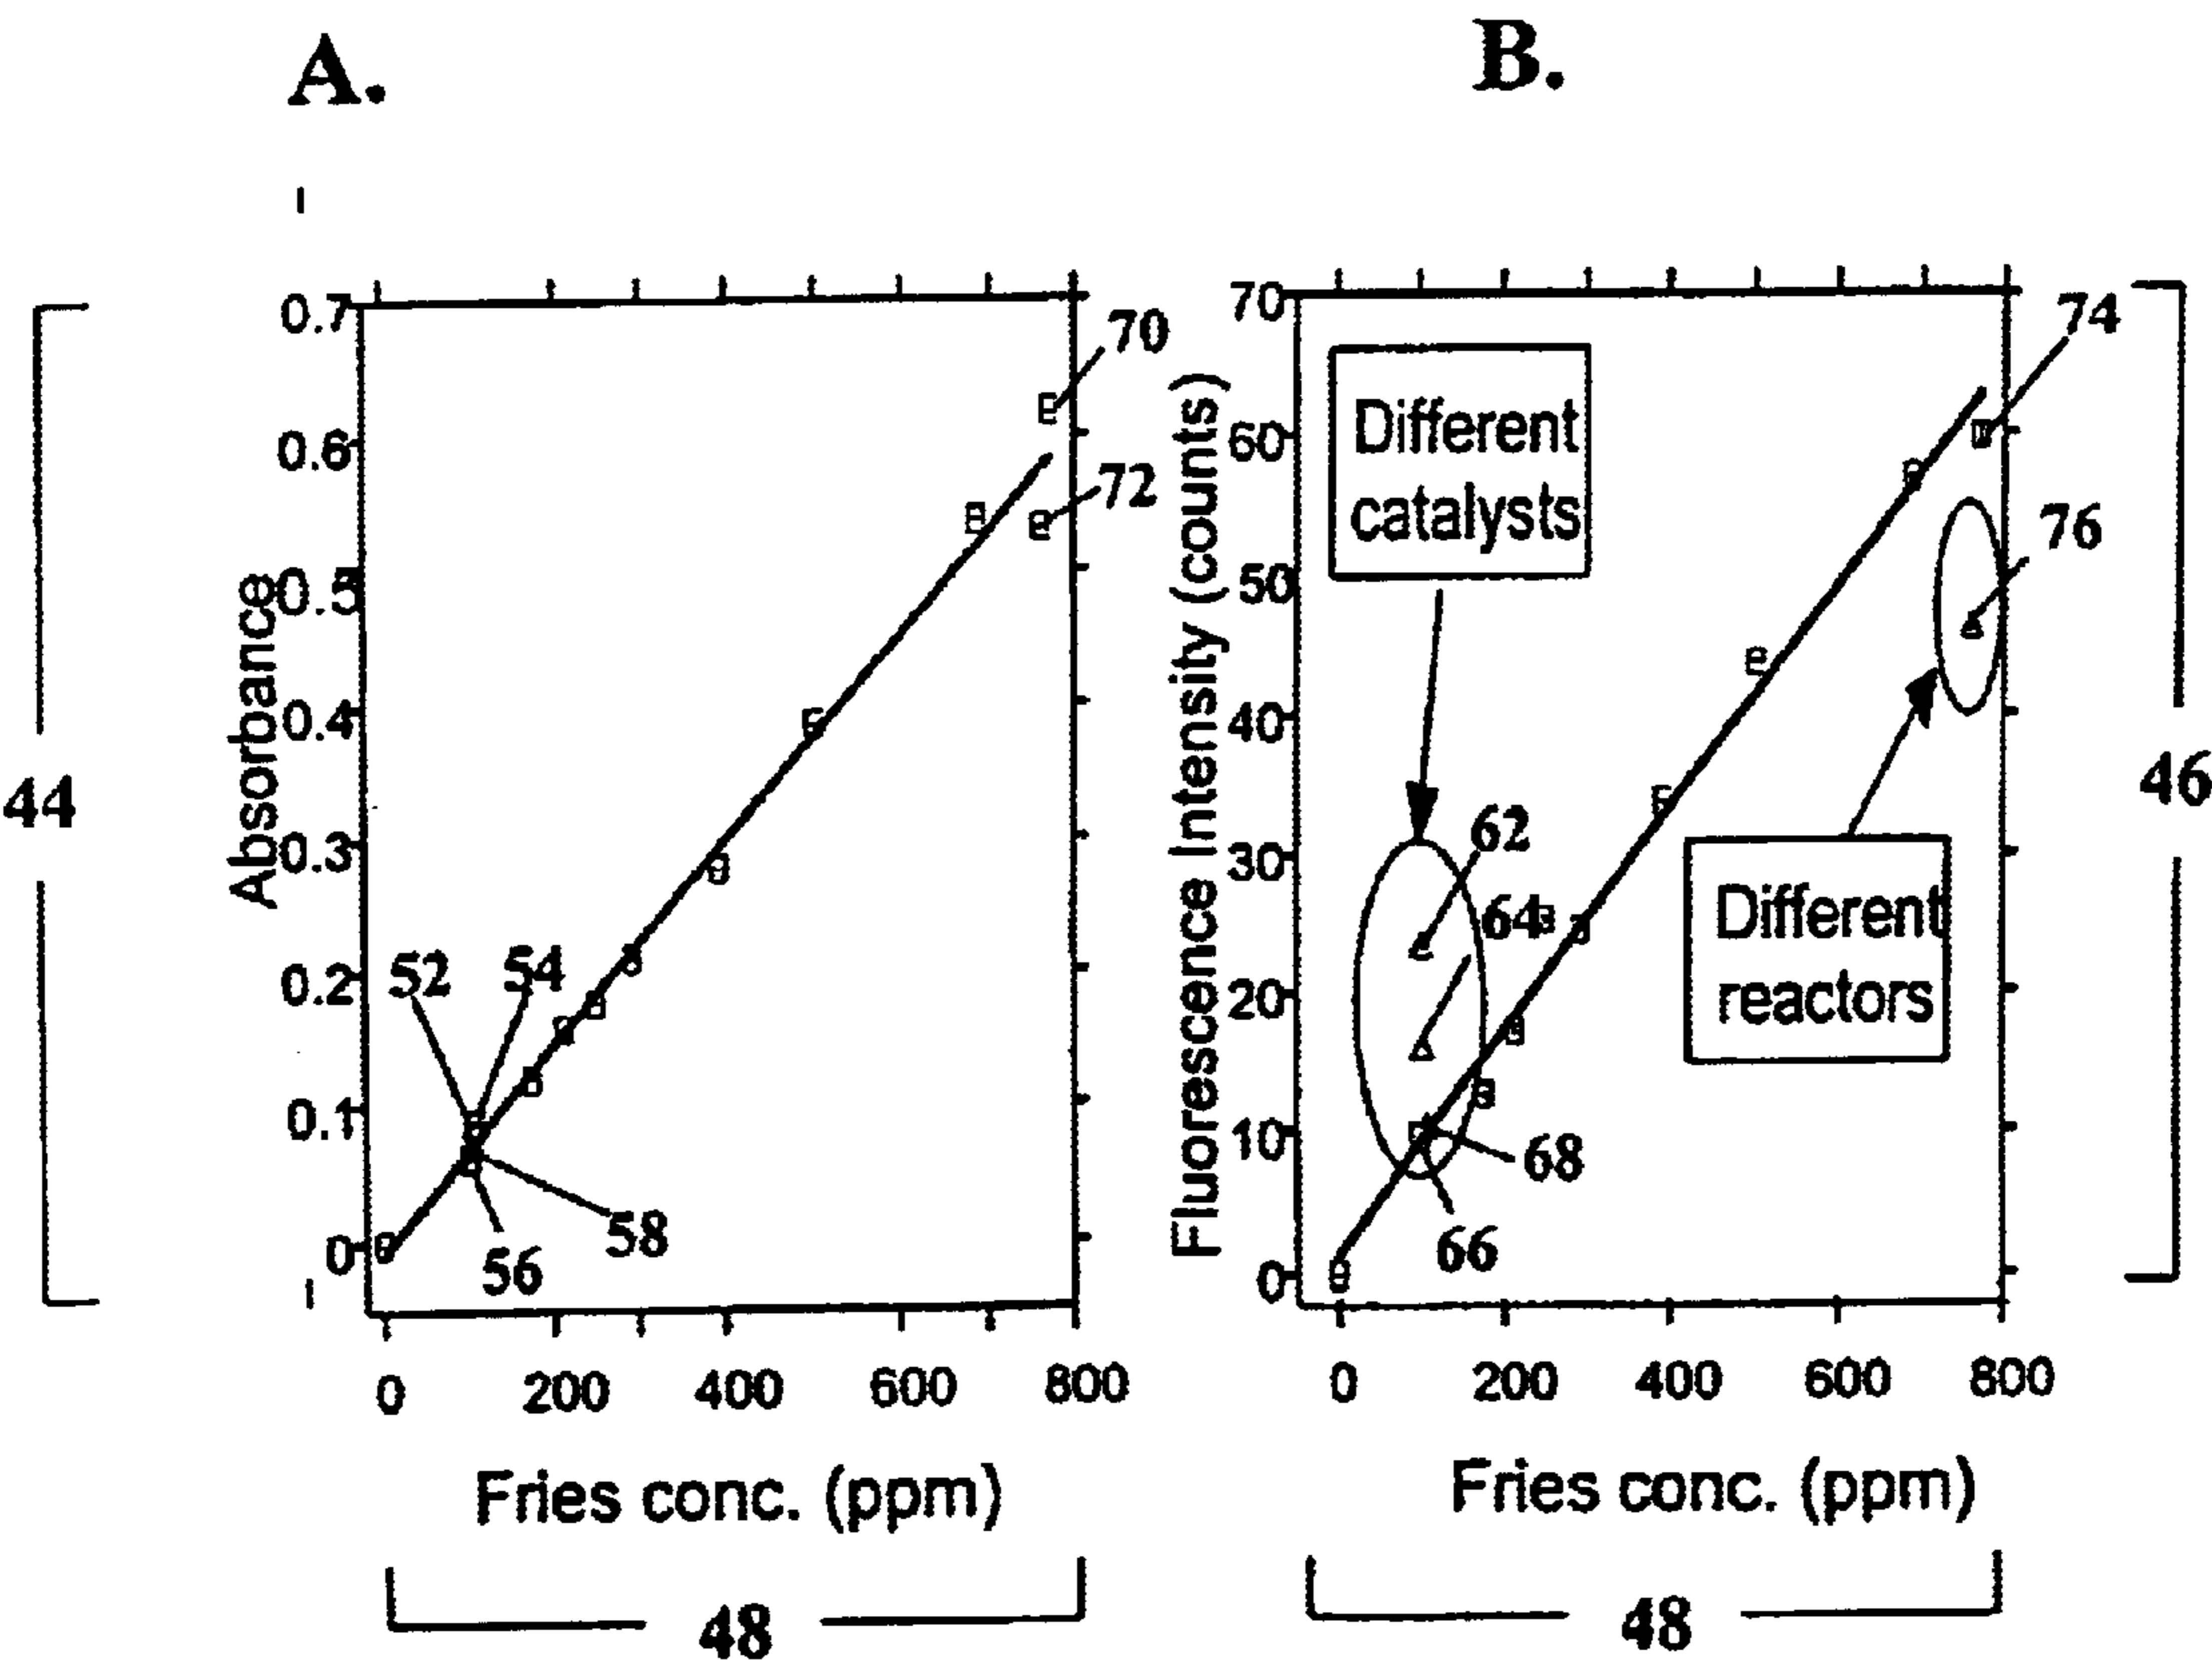 A.
B.
44
Absorbance
0.7
0.6
0.5
0.4
0.3
0.2
0.1
0
70
72
52
54
56
58
0 200 400 600 800
Fries conc. (ppm)
48
Fluorescence Intensity (counts)
70
60
50
40
30
20
10
0
Different
catalysts
74
76
62
64
Different
reactors
68
66
46
0 200 400 600 800
Fries conc. (ppm)
48